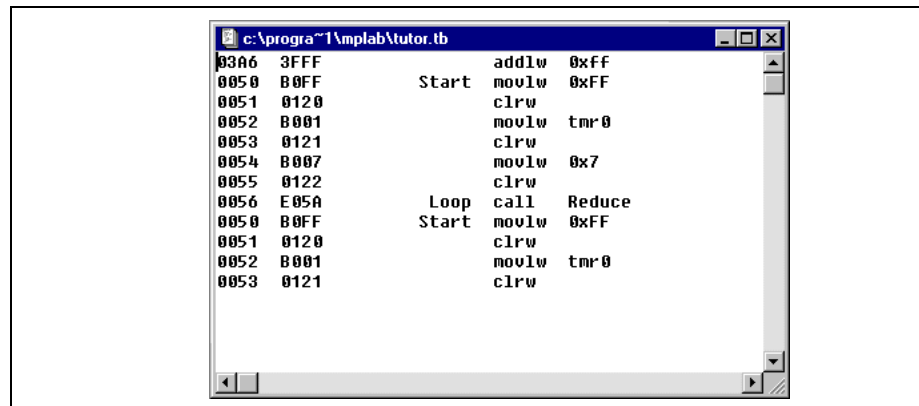 c:\progra~1\mplab\tutor.tb
03A6 3FFF addlw 0xff
0050 B0FF Start movlw 0xFF
0051 0120 clrw
0052 B001 movlw tmr0
0053 0121 clrw
0054 B007 movlw 0x7
0055 0122 clrw
0056 E05A Loop call Reduce
0050 B0FF Start movlw 0xFF
0051 0120 clrw
0052 B001 movlw tmr0
0053 0121 clrw